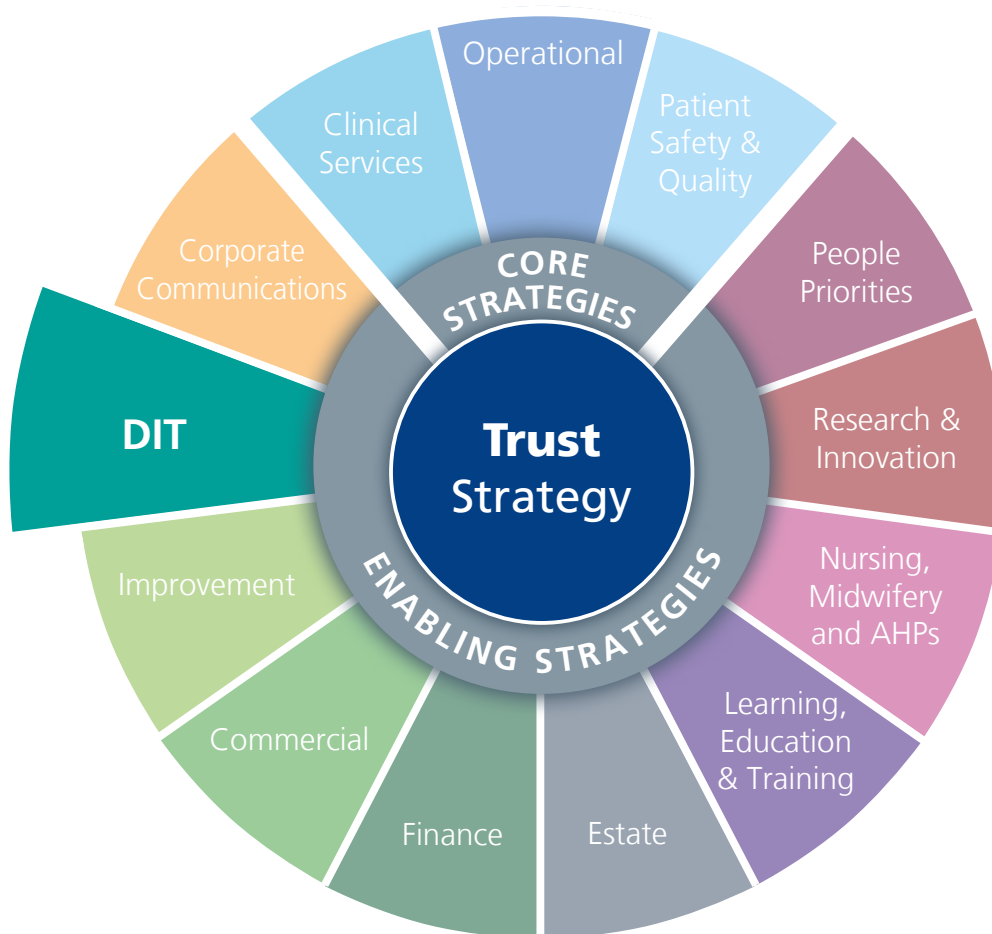 Operational
Patient
Safety &
Quality
Clinical
Services
People
Priorities
Corporate
Communications
CORE
STRATEGIES
DIT
Trust
Strategy
Research &
Innovation
Nursing,
Midwifery
and AHPs
Improvement
ENABLING STRATEGIES
Learning,
Education
& Training
Commercial
Finance
Estate